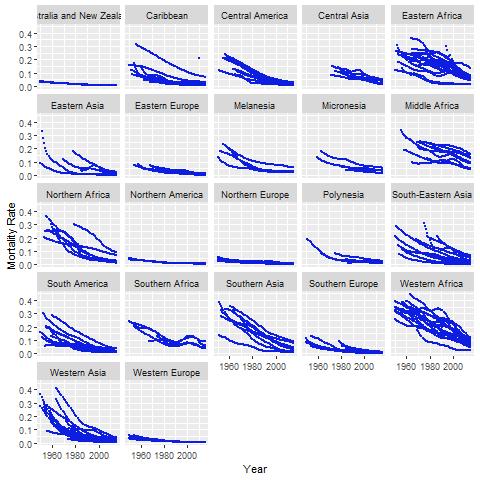 tralia and New Zeala
Caribbean
Central America
Central Asia
Eastern Africa
0.4
0.3
0.2
0.1
0.0
Eastern Asia
Eastern Europe
Melanesia
Micronesia
Middle Africa
0.4
0.3
0.2
0.1
0.0
Northern Africa
Northern America
Northern Europe
Polynesia
South-Eastern Asia
0.4
0.3
0.2
0.1
0.0
Mortality Rate
South America
Southern Africa
Southern Asia
Southern Europe
Western Africa
0.4
0.3
0.2
0.1
0.0
1960 1980 2000
1960 1980 2000
1960 1980 2000
Western Asia
Western Europe
0.4
0.3
0.2
0.1
0.0
1960 1980 2000
1960 1980 2000
Year